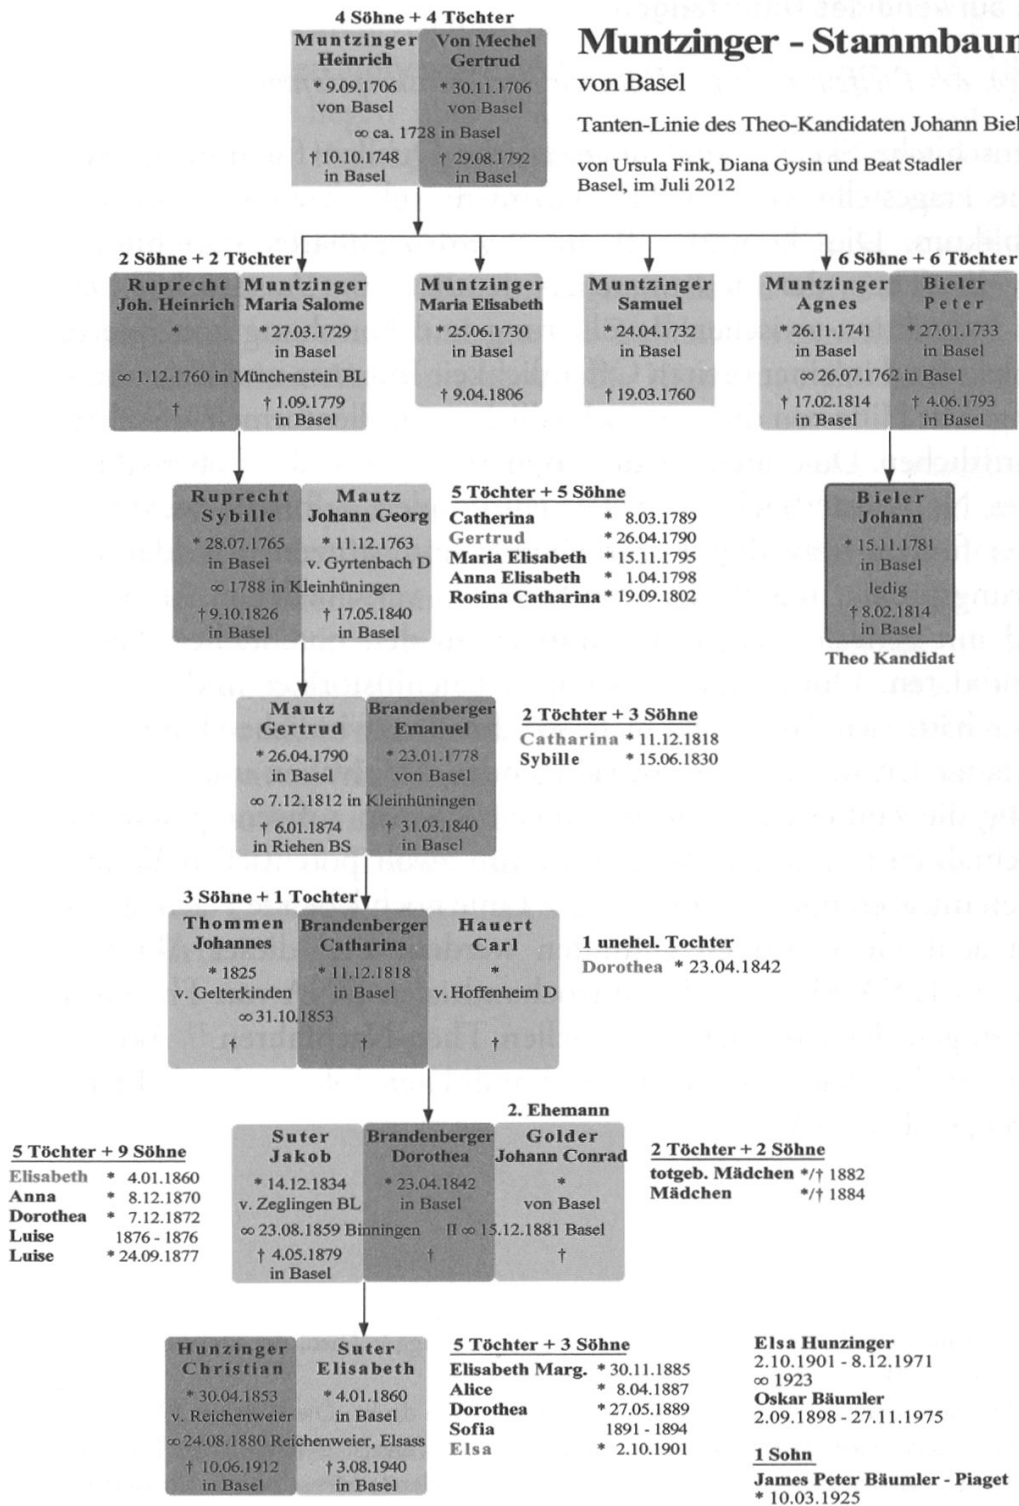 4 Söhne + 4 Töchter
Muntzinger Heinrich
* 9.09.1706
von Basel
Von Mechel Gertrud
* 30.11.1706
von Basel
∞ ca. 1728 in Basel
† 10.10.1748
in Basel
† 29.08.1792
in Basel
Muntzinger - Stammbaum
von Basel
Tanten-Linie des Theo-Kandidaten Johann Biel
von Ursula Fink, Diana Gysin und Beat Stadler
Basel, im Juli 2012
2 Söhne + 2 Töchter
Ruprecht
Joh. Heinrich
*
Muntzinger
Maria Salome
* 27.03.1729
in Basel
∞ 1.12.1760 in Münchenstein BL
†
† 1.09.1779
in Basel
Muntzinger
Maria Elisabeth
* 25.06.1730
in Basel
† 9.04.1806
Muntzinger
Samuel
* 24.04.1732
in Basel
† 19.03.1760
6 Söhne + 6 Töchter
Muntzinger
Agnes
* 26.11.1741
in Basel
Bieler
Peter
* 27.01.1733
in Basel
∞ 26.07.1762 in Basel
† 17.02.1814
in Basel
† 4.06.1793
in Basel
Ruprecht
Sybille
* 28.07.1765
in Basel
Mautz
Johann Georg
* 11.12.1763
v. Gyrtenbach D
∞ 1788 in Kleinhüningen
† 9.10.1826
in Basel
† 17.05.1840
in Basel
5 Töchter + 5 Söhne
Catherina * 8.03.1789
Gertrud * 26.04.1790
Maria Elisabeth * 15.11.1795
Anna Elisabeth * 1.04.1798
Rosina Catharina * 19.09.1802
Bieler
Johann
* 15.11.1781
in Basel
ledig
† 8.02.1814
in Basel
Theo Kandidat
Mautz
Gertrud
* 26.04.1790
in Basel
Brandenberger
Emanuel
* 23.01.1778
von Basel
∞ 7.12.1812 in Kleinhüningen
† 6.01.1874
in Riehen BS
† 31.03.1840
in Basel
2 Töchter + 3 Söhne
Catharina * 11.12.1818
Sybille * 15.06.1830
3 Söhne + 1 Tochter
Thommen
Johannes
* 1825
v. Gelterkinden
Brandenberger
Catharina
* 11.12.1818
in Basel
∞ 31.10.1853
†
†
Hauert
Carl
*
v. Hoffenheim D
†
1 unehel. Tochter
Dorothea * 23.04.1842
5 Töchter + 9 Söhne
Elisabeth * 4.01.1860
Anna * 8.12.1870
Dorothea * 7.12.1872
Luise 1876 - 1876
Luise * 24.09.1877
Suter
Jakob
* 14.12.1834
v. Zeglingen BL
Brandenberger
Dorothea
* 23.04.1842
in Basel
∞ 23.08.1859 Binningen
† 4.05.1879
in Basel
†
2. Ehemann
Golder
Johann Conrad
*
von Basel
II ∞ 15.12.1881 Basel
†
2 Töchter + 2 Söhne
totgeb. Mädchen */† 1882
Mädchen */† 1884
Hunzinger
Christian
* 30.04.1853
v. Reichenweier
Suter
Elisabeth
* 4.01.1860
in Basel
∞ 24.08.1880 Reichenweier, Elsass
† 10.06.1912
in Basel
† 3.08.1940
in Basel
5 Töchter + 3 Söhne
Elisabeth Marg. * 30.11.1885
Alice * 8.04.1887
Dorothea * 27.05.1889
Sofia 1891 - 1894
Elsa * 2.10.1901
Elsa Hunzinger
2.10.1901 - 8.12.1971
∞ 1923
Oskar Bäumler
2.09.1898 - 27.11.1975
1 Sohn
James Peter Bäumler - Piaget
* 10.03.1925